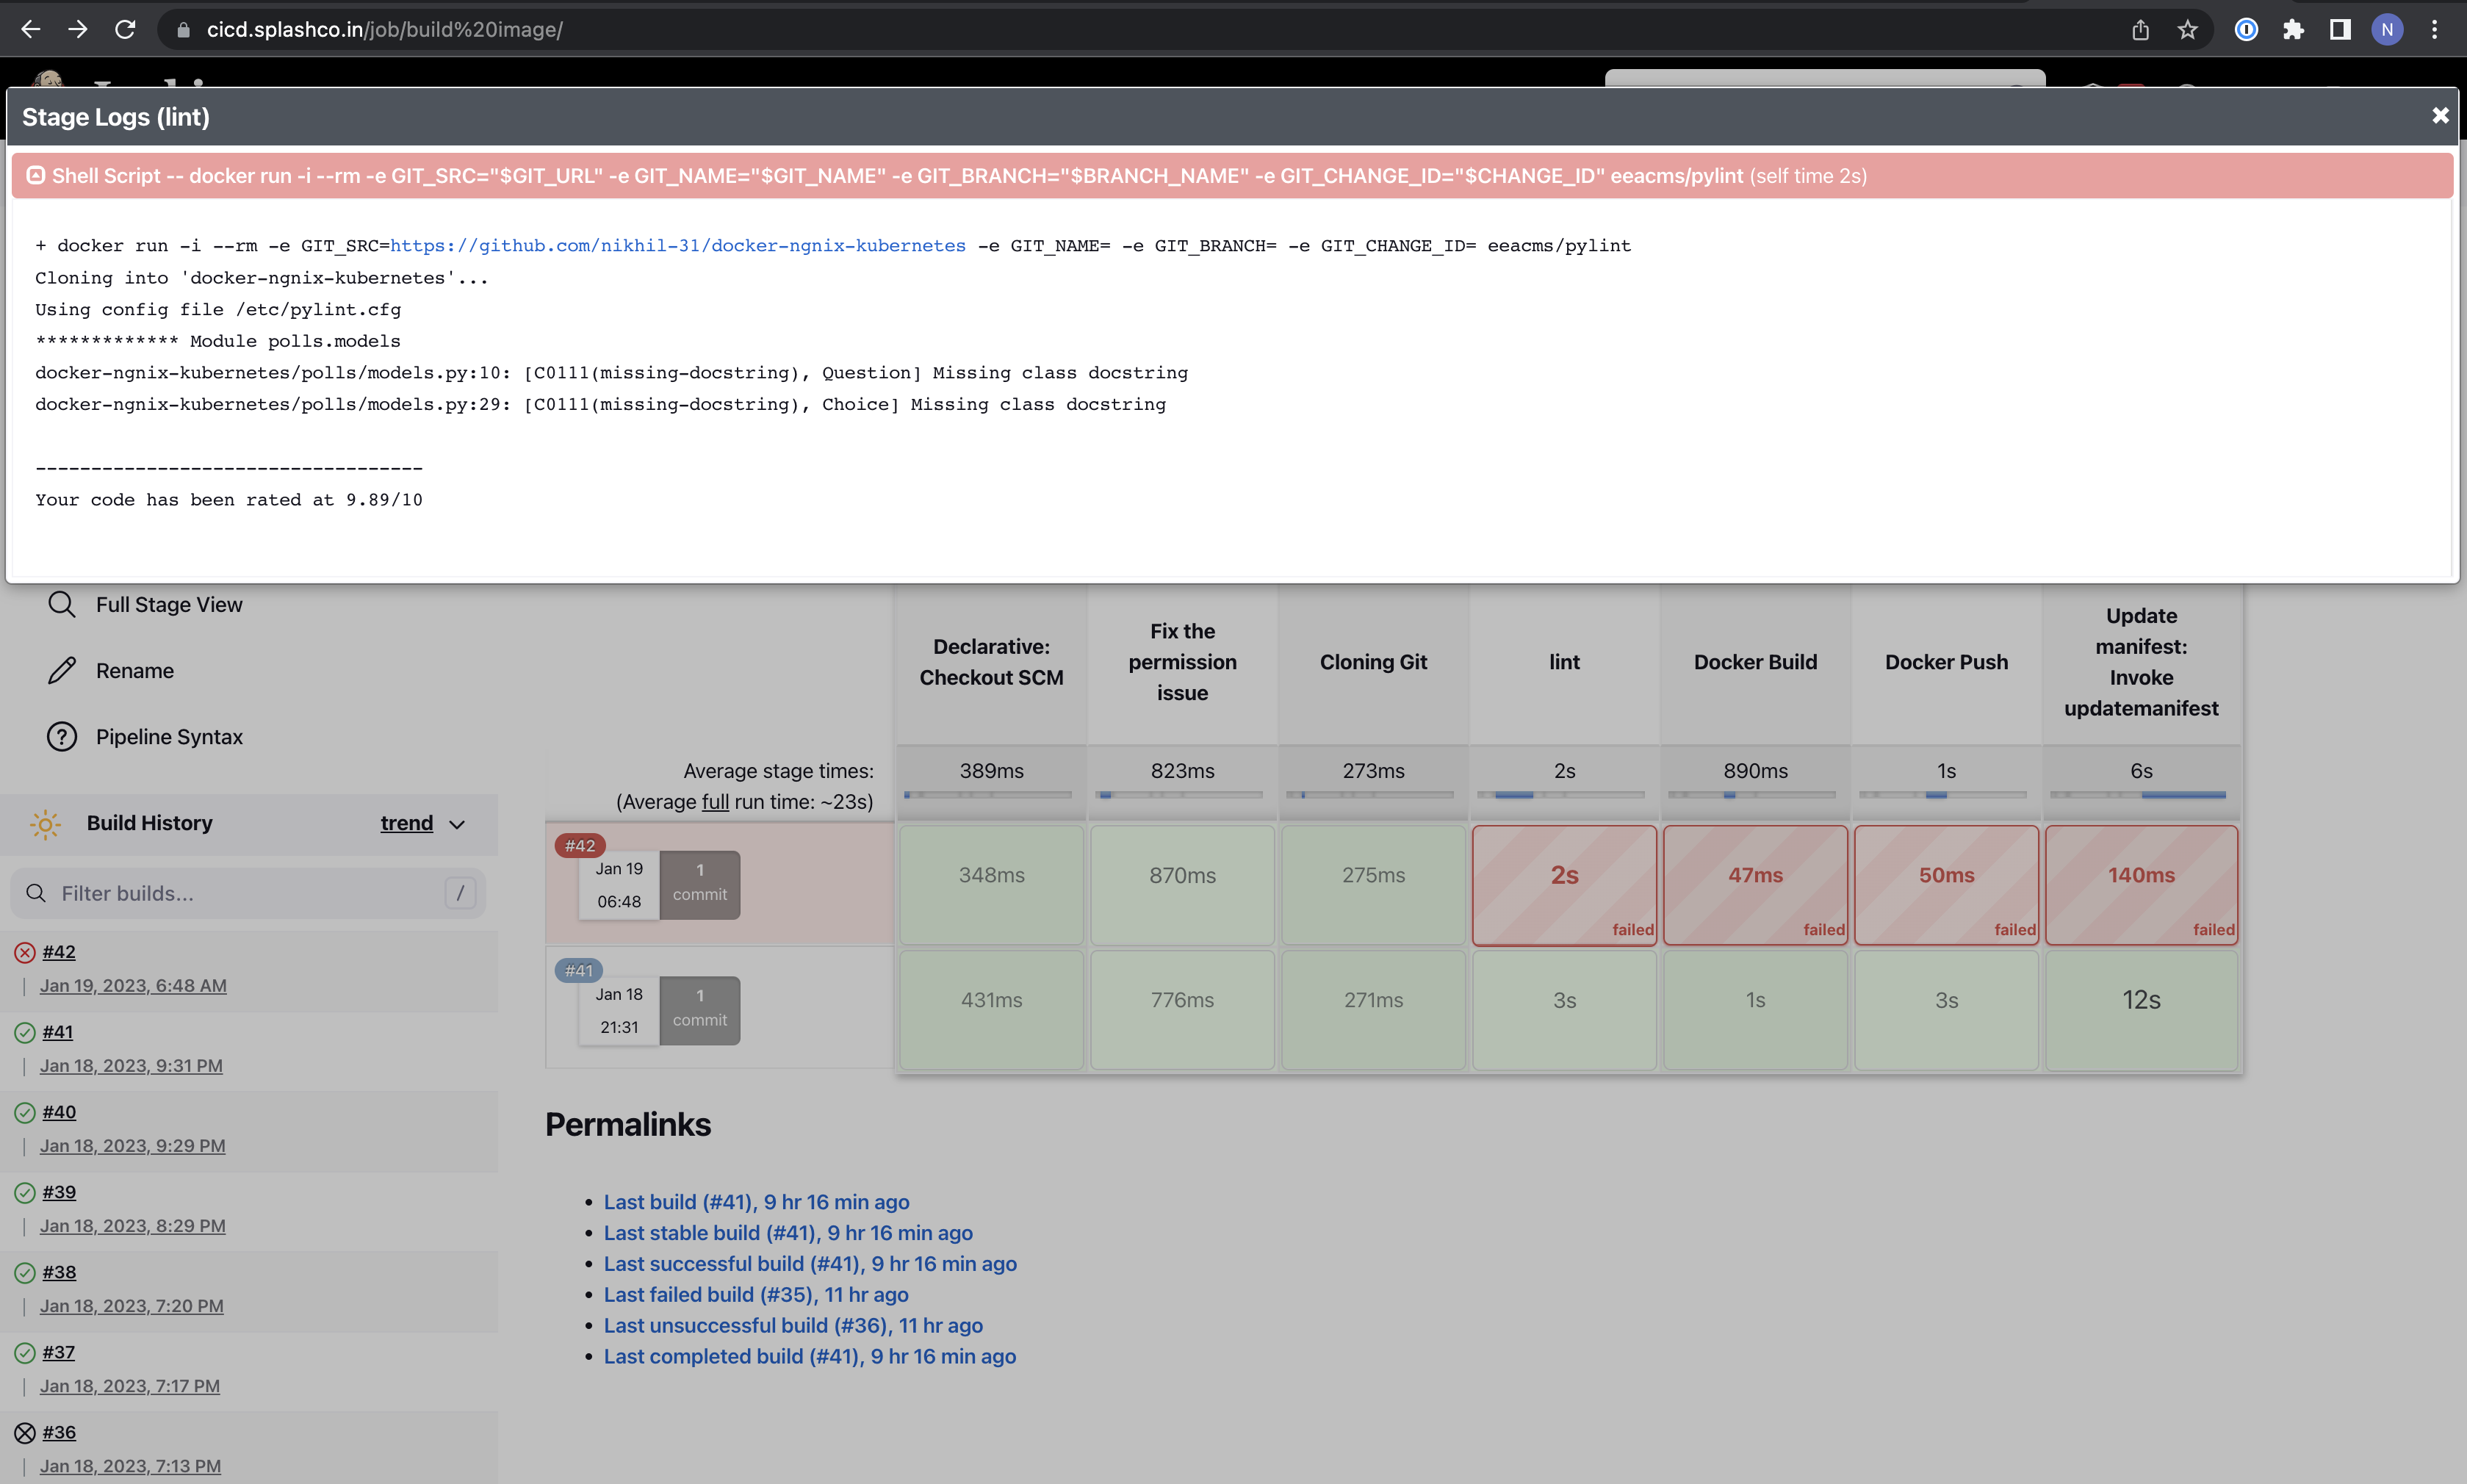 cicd.splashco.in/job/build%20image/
N
Stage Logs (lint)
Shell Script -- docker run -i --rm -e GIT_SRC="$GIT_URL" -e GIT_NAME="$GIT_NAME" -e GIT_BRANCH="$BRANCH_NAME" -e GIT_CHANGE_ID="$CHANGE_ID" eeacms/pylint (self time 2s)
+ docker run -i --rm -e GIT_SRC=https://github.com/nikhil-31/docker-ngnix-kubernetes -e GIT_NAME= -e GIT_BRANCH= -e GIT_CHANGE_ID= eeacms/pylint
Cloning into 'docker-ngnix-kubernetes'...
Using config file /etc/pylint.cfg
************* Module polls.models
docker-ngnix-kubernetes/polls/models.py:10: [C0111(missing-docstring), Question] Missing class docstring
docker-ngnix-kubernetes/polls/models.py:29: [C0111(missing-docstring), Choice] Missing class docstring
-----------------------------------
Your code has been rated at 9.89/10
Full Stage View
Rename
Pipeline Syntax
Build History trend
Filter builds... /
#42
Jan 19, 2023, 6:48 AM
#41
Jan 18, 2023, 9:31 PM
#40
Jan 18, 2023, 9:29 PM
#39
Jan 18, 2023, 8:29 PM
#38
Jan 18, 2023, 7:20 PM
#37
Jan 18, 2023, 7:17 PM
#36
Jan 18, 2023, 7:13 PM
Declarative:
Checkout SCM
Fix the
permission
issue
Cloning Git
lint
Docker Build
Docker Push
Update
manifest:
Invoke
updatemanifest
Average stage times:
(Average full run time: ~23s)
389ms 823ms 273ms 2s 890ms 1s 6s
#42
Jan 19
06:48
1
commit
348ms 870ms 275ms 2s 47ms 50ms 140ms
failed failed failed failed
#41
Jan 18
21:31
1
commit
431ms 776ms 271ms 3s 1s 3s 12s
Permalinks
Last build (#41), 9 hr 16 min ago
Last stable build (#41), 9 hr 16 min ago
Last successful build (#41), 9 hr 16 min ago
Last failed build (#35), 11 hr ago
Last unsuccessful build (#36), 11 hr ago
Last completed build (#41), 9 hr 16 min ago